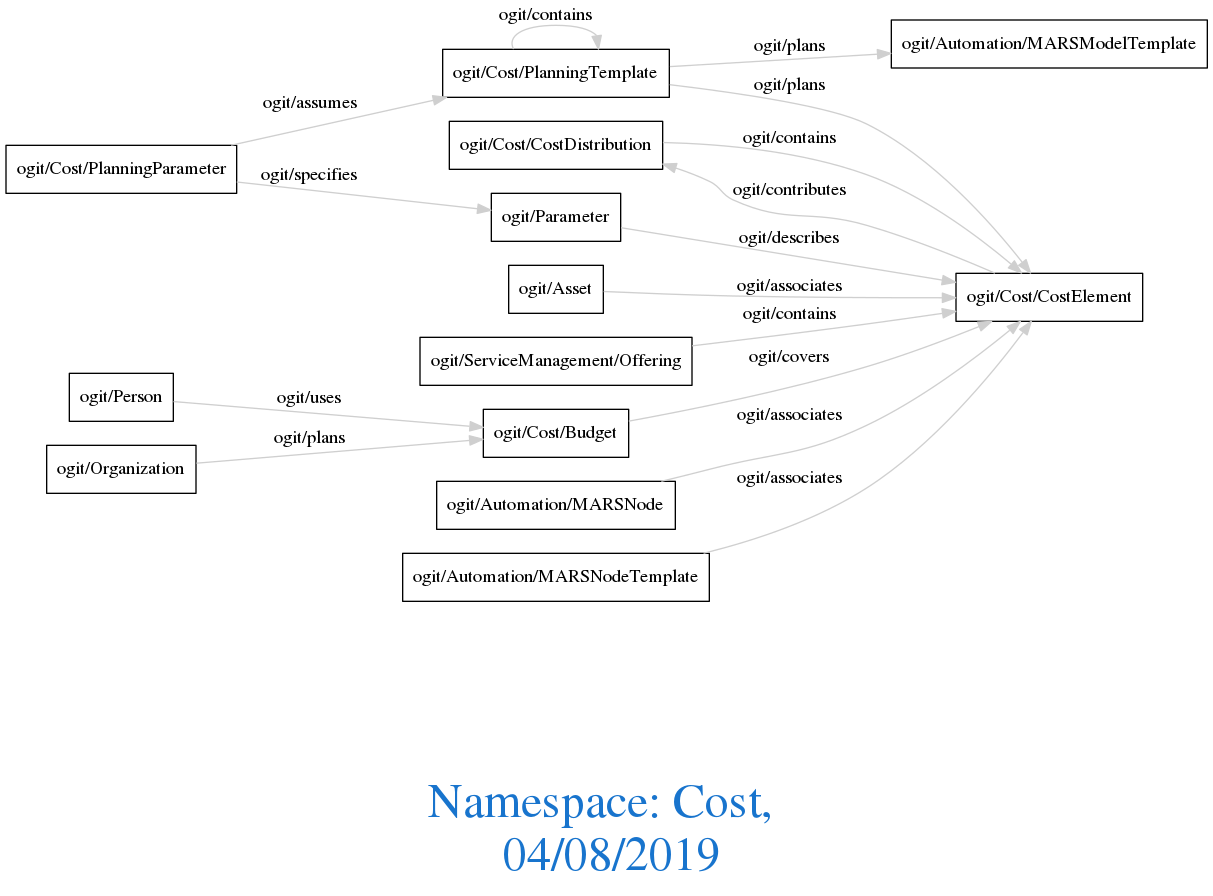 ogit/contains
ogit/Cost/PlanningTemplate
ogit/plans
ogit/Automation/MARSModelTemplate
ogit/plans
ogit/assumes
ogit/Cost/PlanningParameter
ogit/specifies
ogit/Cost/CostDistribution
ogit/contains
ogit/contributes
ogit/Parameter
ogit/describes
ogit/Asset
ogit/associates
ogit/Cost/CostElement
ogit/ServiceManagement/Offering
ogit/contains
ogit/Person
ogit/uses
ogit/Organization
ogit/plans
ogit/Cost/Budget
ogit/covers
ogit/Automation/MARSNode
ogit/associates
ogit/Automation/MARSNodeTemplate
ogit/associates
Namespace: Cost,
04/08/2019